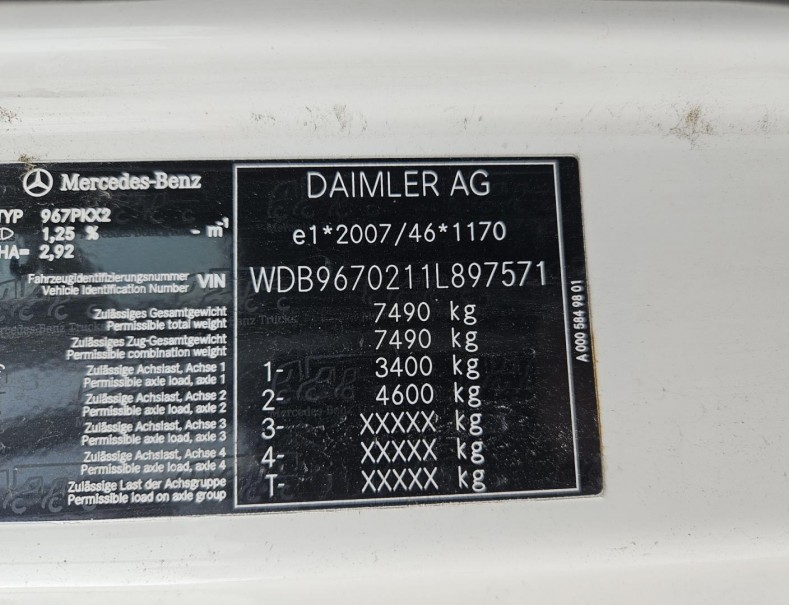 Mercedes-Benz
TYP 967PKX2
D 1,25 % - m-1
HA= 2,92
Fahrzeugidentifizierungsnummer
Vehicle Identification Number
VIN
Zulässiges Gesamtgewicht
Permissible total weight
Zulässiges Zug-Gesamtgewicht
Permissible combination weight
Zulässige Achslast, Achse 1
Permissible axle load, axle 1
Zulässige Achslast, Achse 2
Permissible axle load, axle 2
Zulässige Achslast, Achse 3
Permissible axle load, axle 3
Zulässige Achslast, Achse 4
Permissible axle load, axle 4
Zulässige Last der Achsgruppe
Permissible load on axle group
DAIMLER AG
e1*2007/46*1170
WDB9670211L897571
7490 kg
7490 kg
1- 3400 kg
2- 4600 kg
3- XXXXX kg
4- XXXXX kg
T- XXXXX kg
A 000 584 98 01